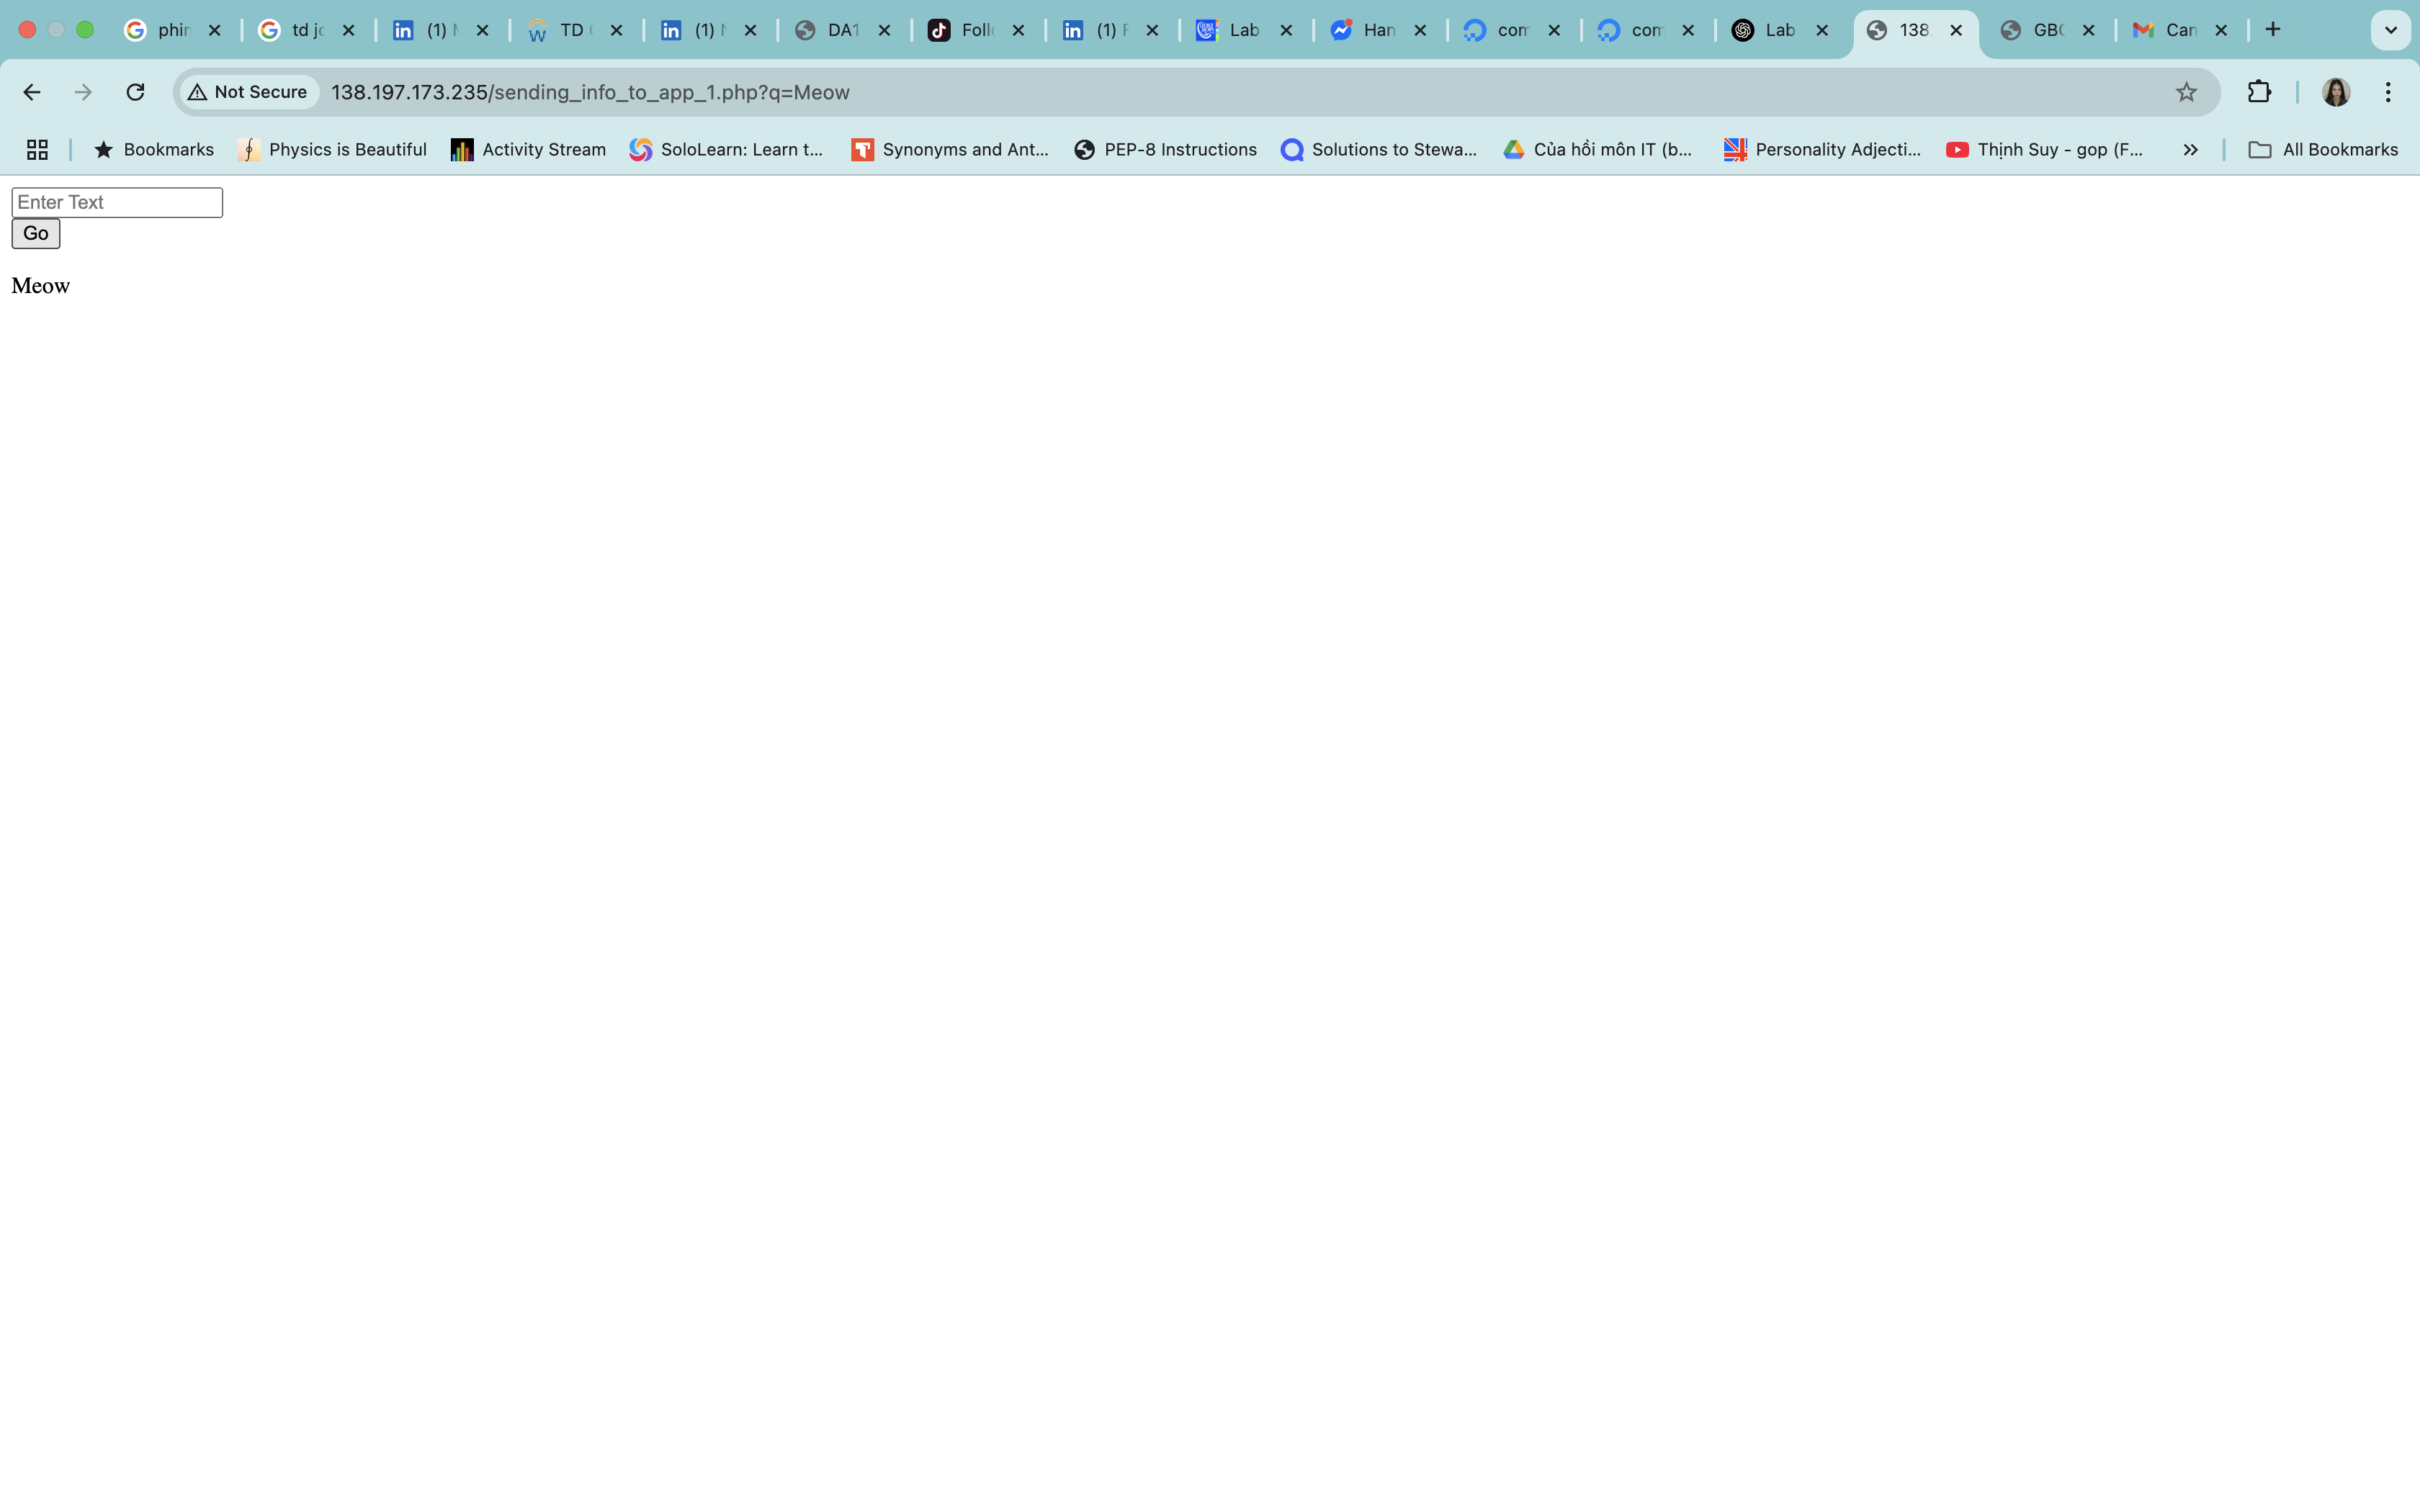 phin
td jo
(1)
TD
(1)
DA1
Follo
(1) F
Lab
Han
com
com
Lab
138.
GBC
Can
Not Secure
138.197.173.235/sending_info_to_app_1.php?q=Meow
Bookmarks
Physics is Beautiful
Activity Stream
SoloLearn: Learn t...
Synonyms and Ant...
PEP-8 Instructions
Solutions to Stewa...
Của hồi môn IT (b...
Personality Adjecti...
Thịnh Suy - gop (F...
All Bookmarks
Enter Text
Go
Meow